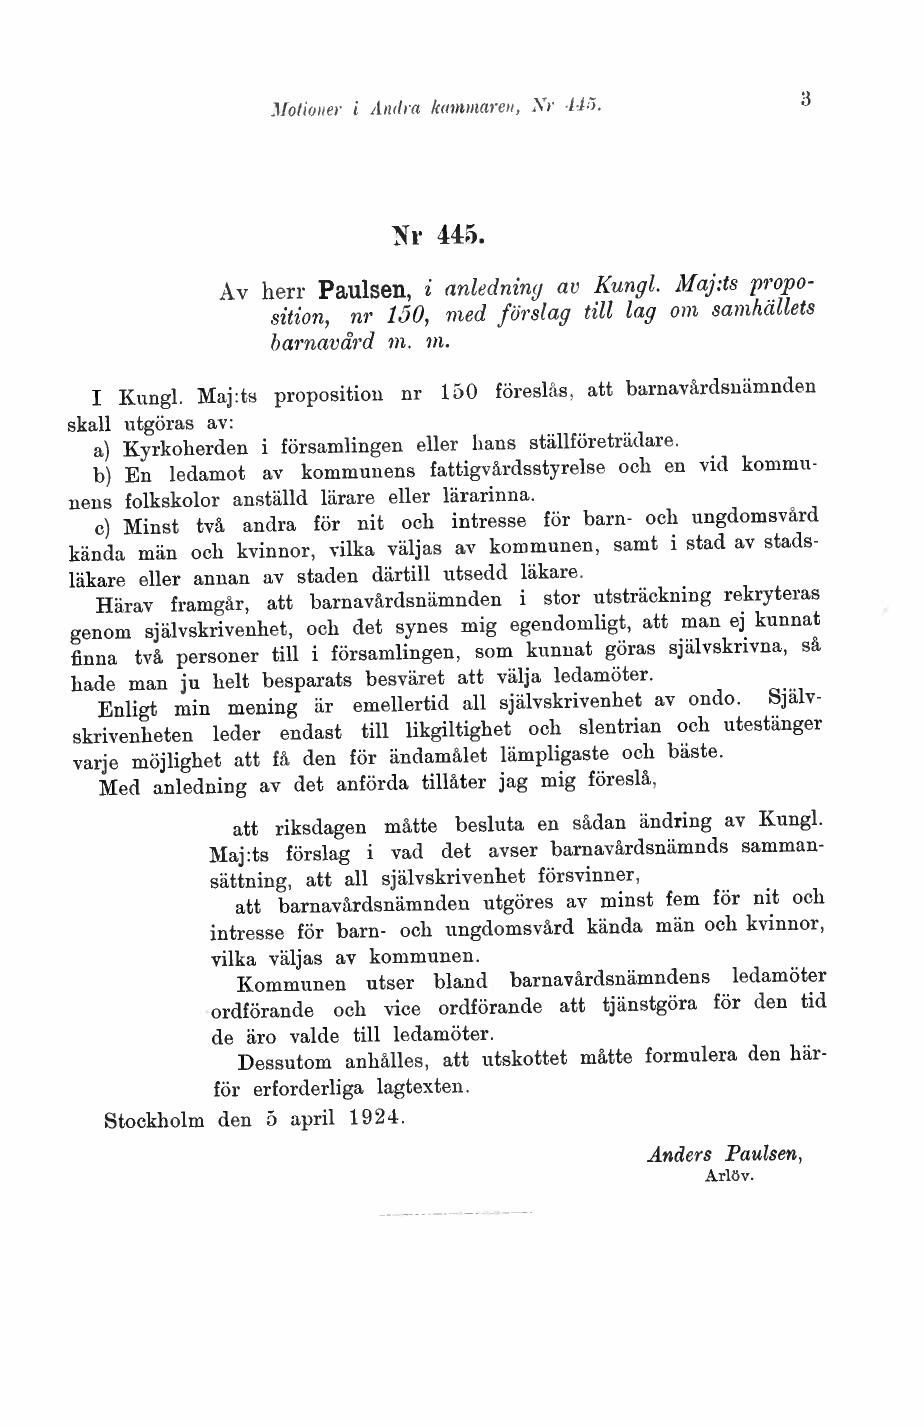 Motioner i Andra kammaren, Nr 445.
3
Nr 445.
Av herr Paulsen, i anledning av Kungl. Maj:ts propo-
sition, nr 150, med förslag till lag om samhällets
barnavård m. m.
I Kungl. Maj:ts proposition nr 150 föreslås, att barnavårdsnämnden
skall utgöras av:
a) Kyrkoherden i församlingen eller hans ställföreträdare.
b) En ledamot av kommunens fattigvårdsstyrelse och en vid kommu-
nens folkskolor anställd lärare eller lärarinna.
c) Minst två andra för nit och intresse för barn- och ungdomsvård
kända män och kvinnor, vilka väljas av kommunen, samt i stad av stads-
läkare eller annan av staden därtill utsedd läkare.
Härav framgår, att barnavårdsnämnden i stor utsträckning rekryteras
genom självskrivenhet, och det synes mig egendomligt, att man ej kunnat
finna två personer till i församlingen, som kunnat göras självskrivna, så
hade man ju helt besparats besväret att välja ledamöter.
Enligt min mening är emellertid all självskrivenhet av ondo. Själv-
skrivenheten leder endast till likgiltighet och slentrian och utestänger
varje möjlighet att få den för ändamålet lämpligaste och bäste.
Med anledning av det anförda tillåter jag mig föreslå,
att riksdagen måtte besluta en sådan ändring av Kungl.
Maj:ts förslag i vad det avser barnavårdsnämnds samman-
sättning, att all självskrivenhet försvinner,
att barnavårdsnämnden utgöres av minst fem för nit och
intresse för barn- och ungdomsvård kända män och kvinnor,
vilka väljas av kommunen.
Kommunen utser bland barnavårdsnämndens ledamöter
ordförande och vice ordförande att tjänstgöra för den tid
de äro valde till ledamöter.
Dessutom anhålles, att utskottet måtte formulera den här-
för erforderliga lagtexten.
Stockholm den 5 april 1924.
Anders Paulsen,
Arlöv.